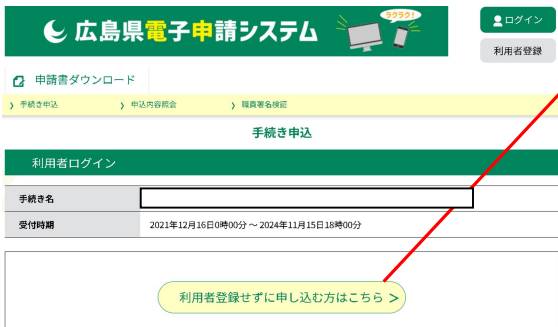 広島県電子申請システム
ラクラク!
ログイン
利用者登録
申請書ダウンロード
手続き申込
申込内容照会
職責署名検証
手続き申込
利用者ログイン
手続き名
受付時期 2021年12月16日0時00分 ~ 2024年11月15日18時00分
利用者登録せずに申し込む方はこちら >